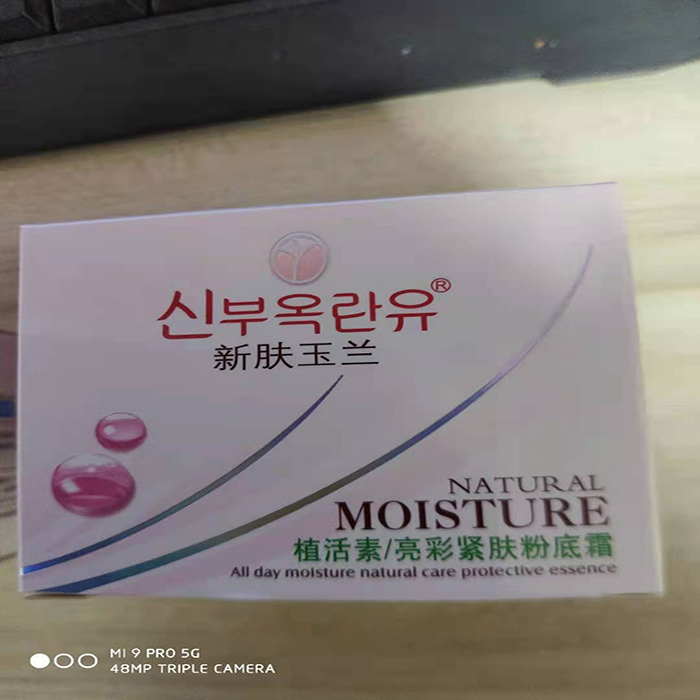 신부옥란유®
新肤玉兰
NATURAL
MOISTURE
植活素/亮彩紧肤粉底霜
All day moisture natural care protective essence
MI 9 PRO 5G
48MP TRIPLE CAMERA